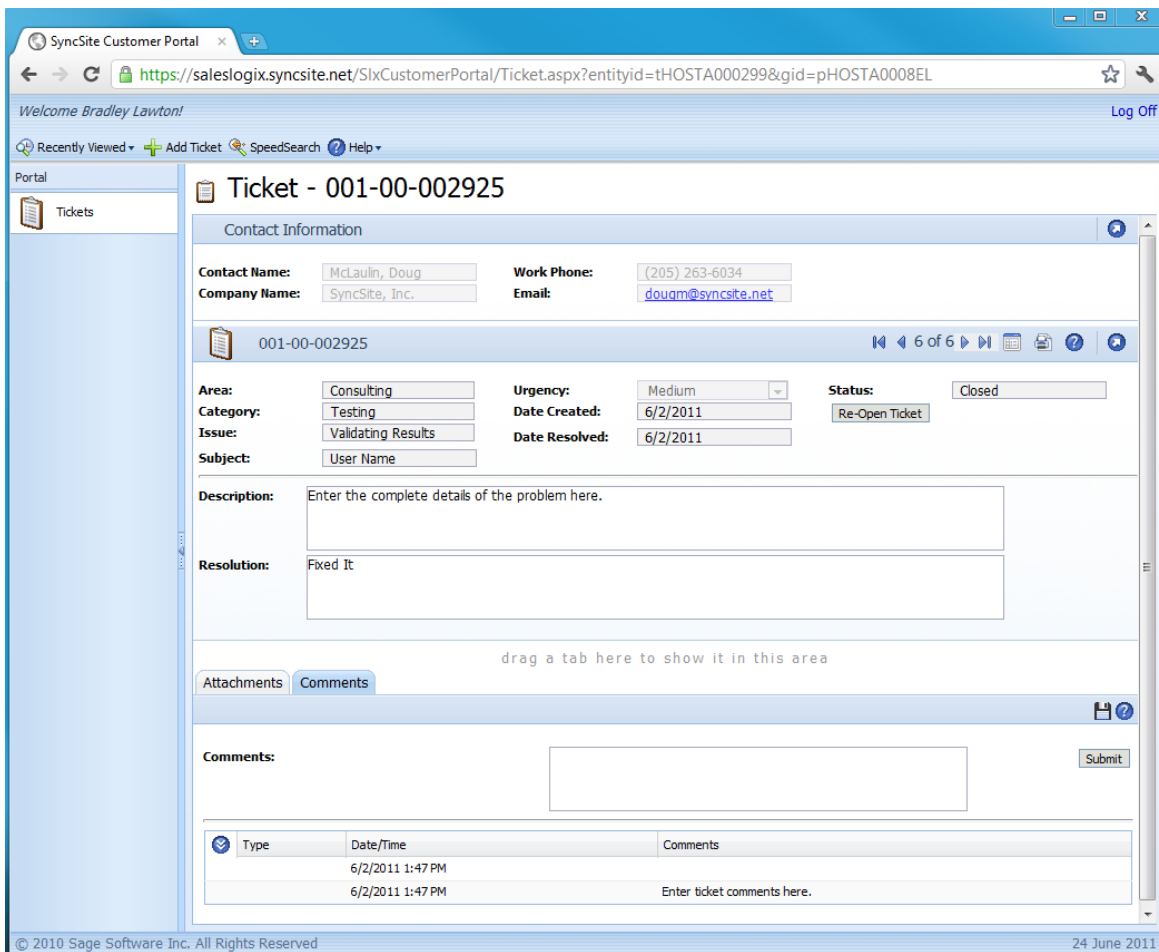 SyncSite Customer Portal
https://saleslogix.syncsite.net/SlxCustomerPortal/Ticket.aspx?entityid=tHOSTA000299&gid=pHOSTA0008EL
Welcome Bradley Lawton! Log Off
Recently Viewed Add Ticket SpeedSearch Help
Portal
Tickets
Ticket - 001-00-002925
Contact Information
Contact Name: McLaulin, Doug Work Phone: (205) 263-6034
Company Name: SyncSite, Inc. Email: dougm@syncsite.net
001-00-002925 6 of 6
Area: Consulting Urgency: Medium Status: Closed
Category: Testing Date Created: 6/2/2011 Re-Open Ticket
Issue: Validating Results Date Resolved: 6/2/2011
Subject: User Name
Description: Enter the complete details of the problem here.
Resolution: Fixed It
drag a tab here to show it in this area
Attachments Comments
Comments: Submit
Type Date/Time Comments
6/2/2011 1:47 PM
6/2/2011 1:47 PM Enter ticket comments here.
© 2010 Sage Software Inc. All Rights Reserved 24 June 2011